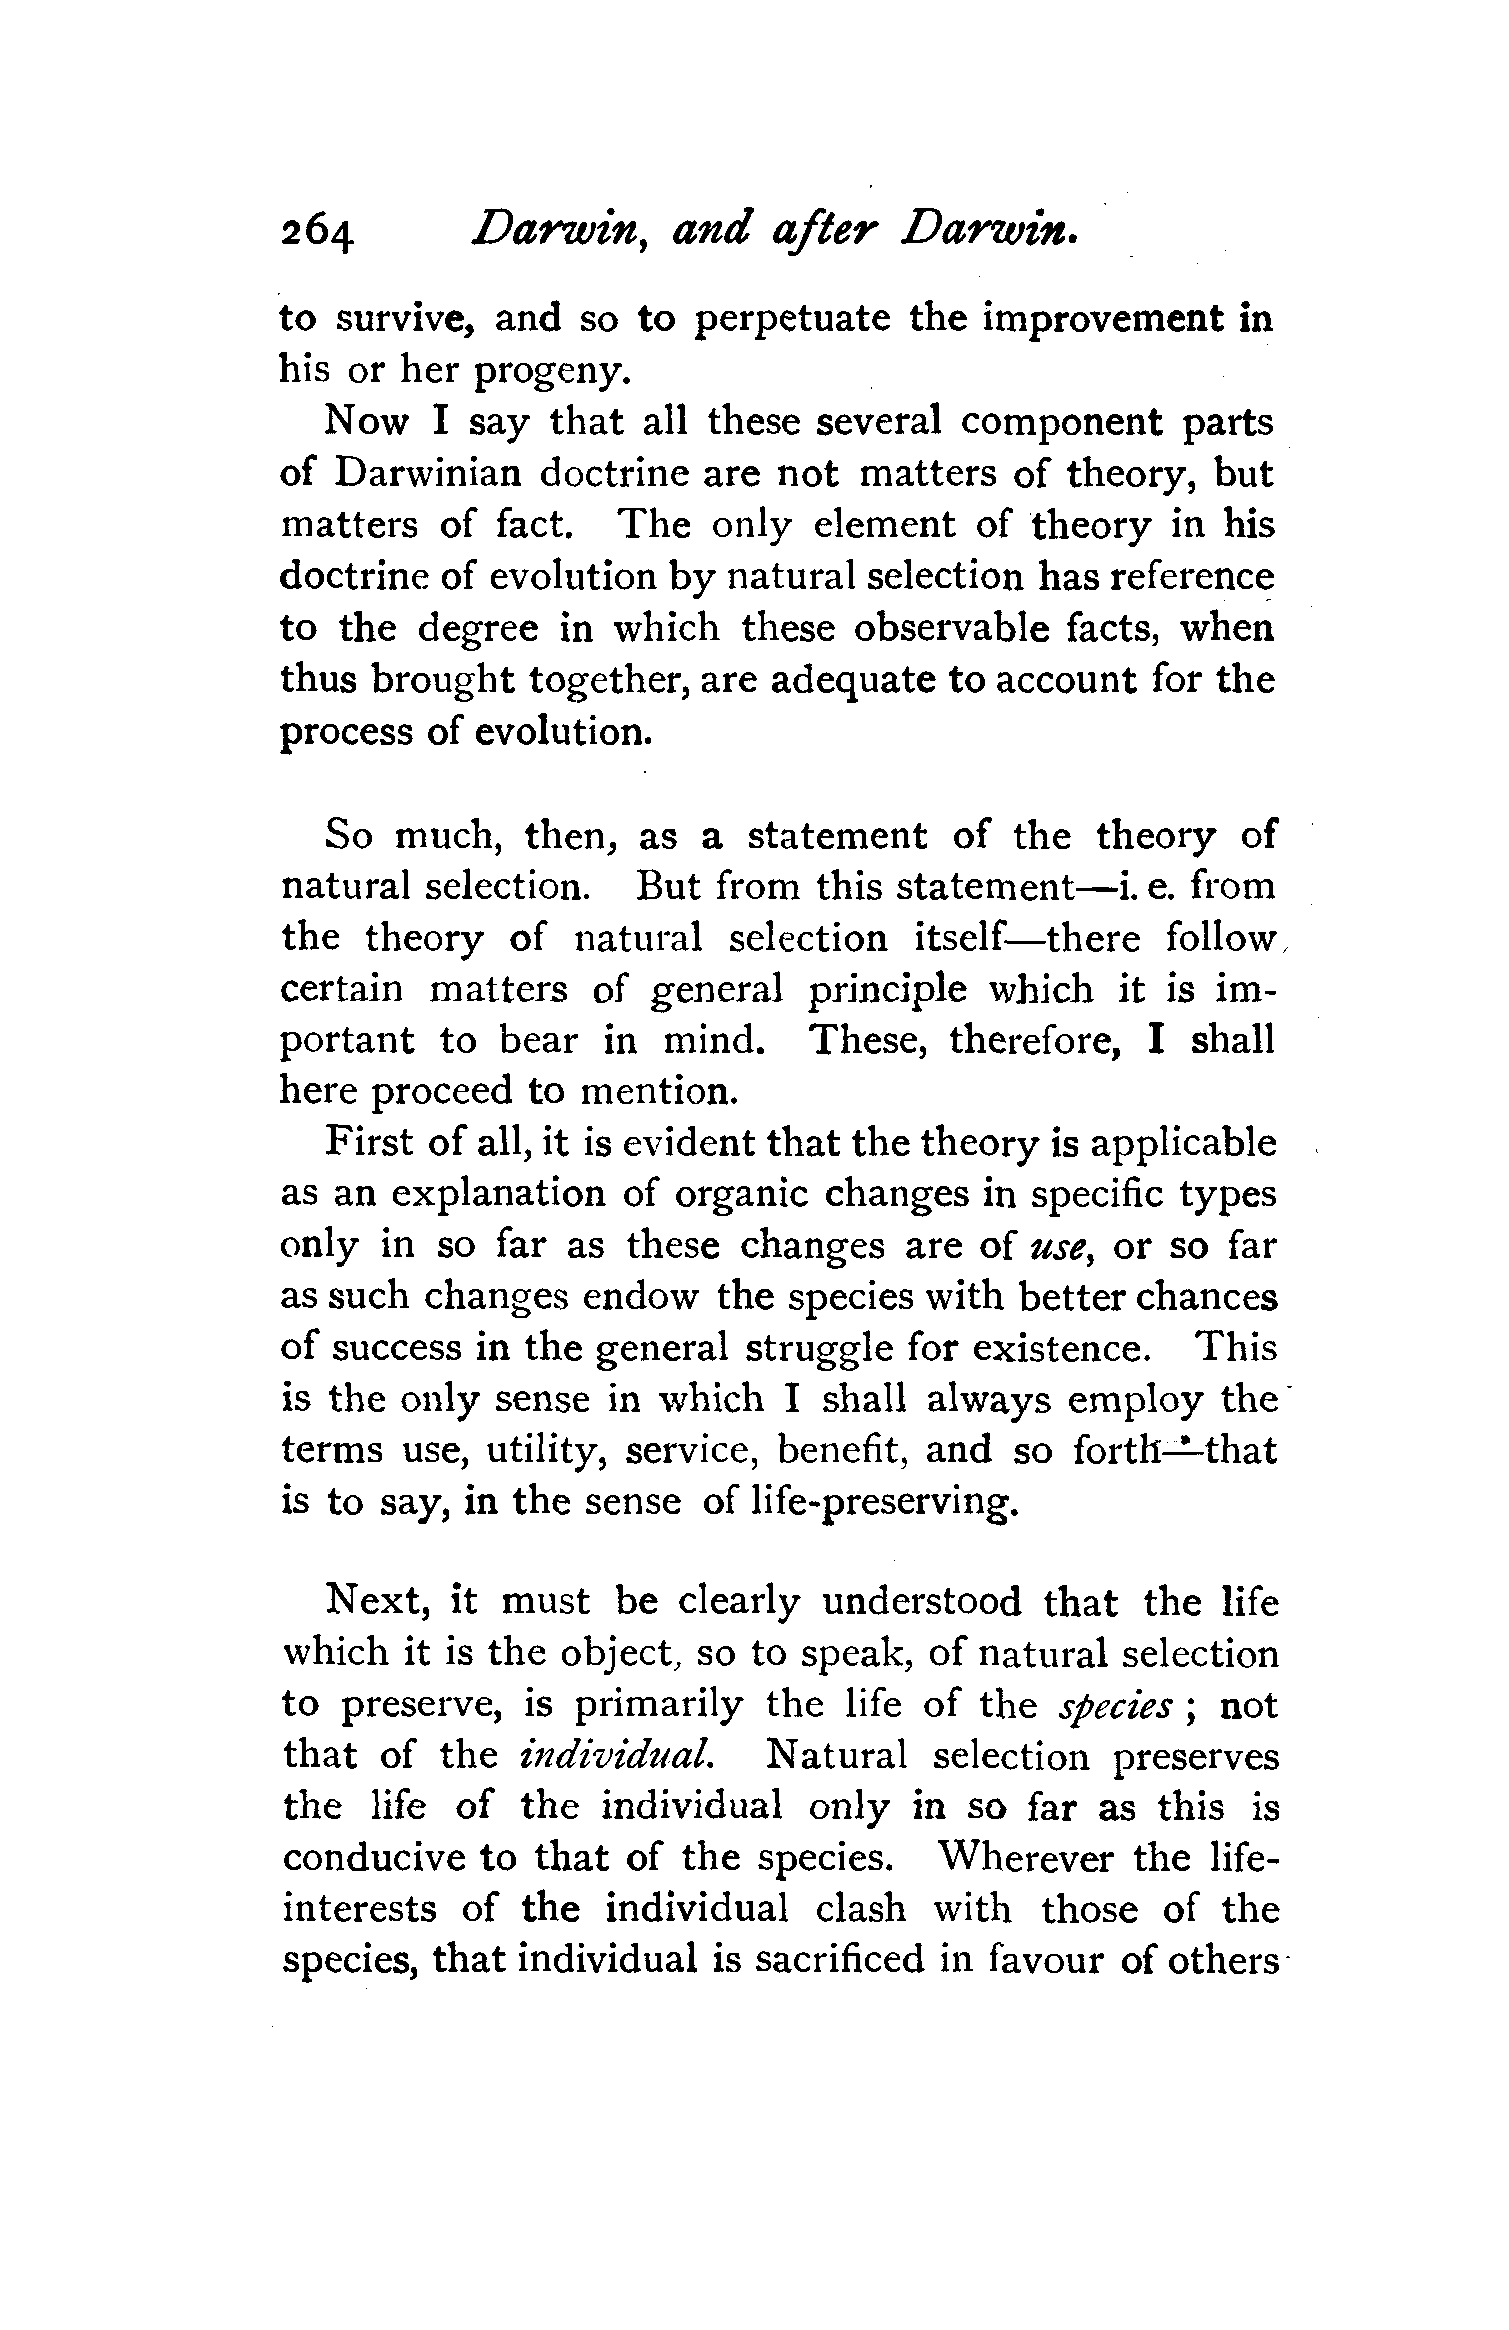 264 Darwin, and after Darwin.
to survive, and so to perpetuate the improvement in
his or her progeny.
Now I say that all these several component parts
of Darwinian doctrine are not matters of theory, but
matters of fact. The only element of theory in his
doctrine of evolution by natural selection has reference
to the degree in which these observable facts, when
thus brought together, are adequate to account for the
process of evolution.
So much, then, as a statement of the theory of
natural selection. But from this statement—i. e. from
the theory of natural selection itself—there follow
certain matters of general principle which it is im-
portant to bear in mind. These, therefore, I shall
here proceed to mention.
First of all, it is evident that the theory is applicable
as an explanation of organic changes in specific types
only in so far as these changes are of use, or so far
as such changes endow the species with better chances
of success in the general struggle for existence. This
is the only sense in which I shall always employ the
terms use, utility, service, benefit, and so forth—that
is to say, in the sense of life-preserving.
Next, it must be clearly understood that the life
which it is the object, so to speak, of natural selection
to preserve, is primarily the life of the species ; not
that of the individual. Natural selection preserves
the life of the individual only in so far as this is
conducive to that of the species. Wherever the life-
interests of the individual clash with those of the
species, that individual is sacrificed in favour of others